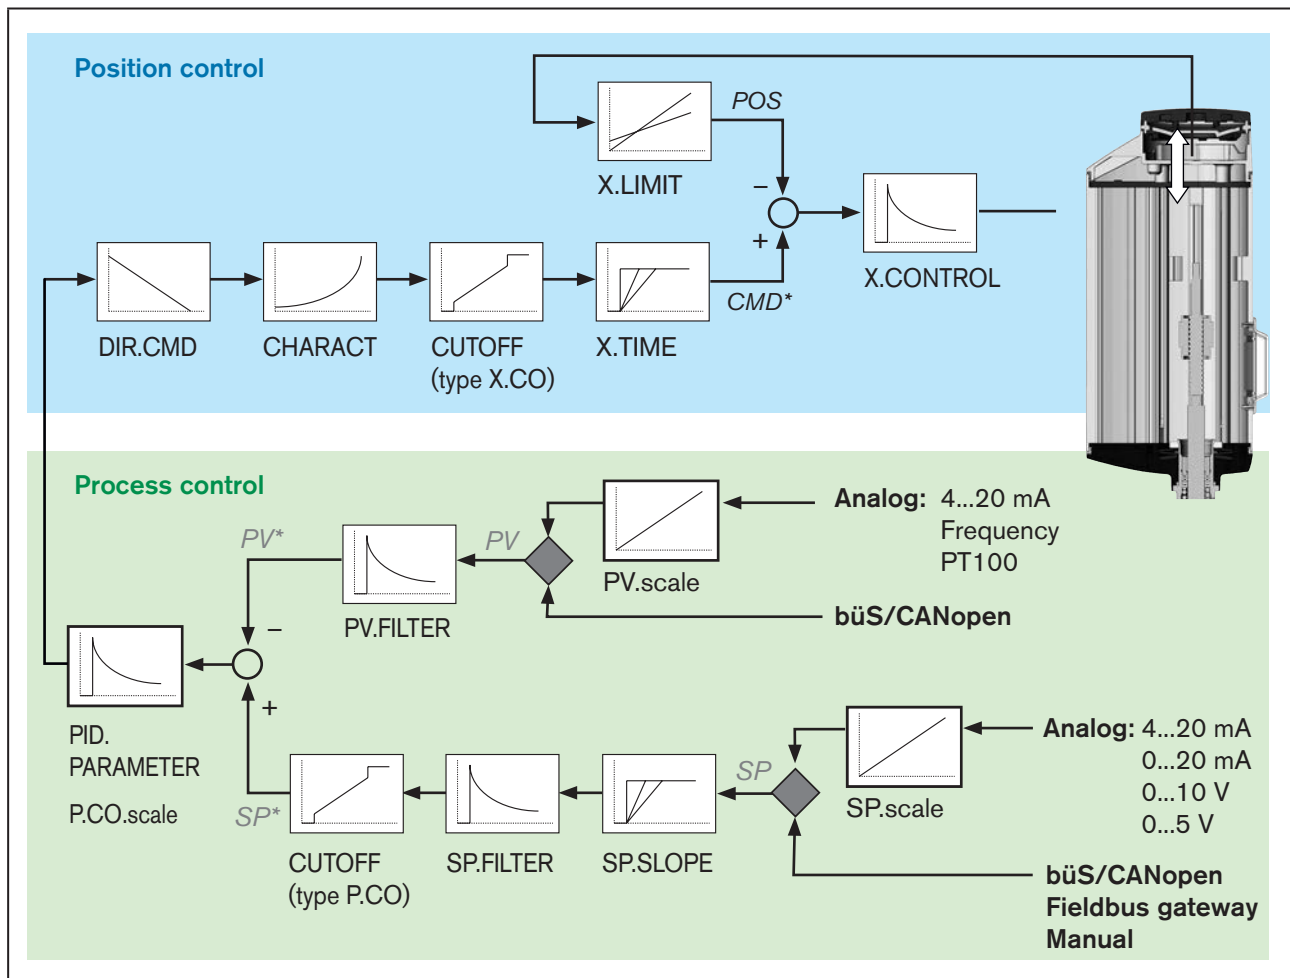 Position control
POS
X.LIMIT
−
+
X.CONTROL
CMD*
DIR.CMD
CHARACT
CUTOFF
(type X.CO)
X.TIME
Process control
Analog: 4...20 mA
Frequency
PT100
PV*
PV
PV.scale
büS/CANopen
PV.FILTER
−
+
PID.
PARAMETER
P.CO.scale
SP*
SP
Analog: 4...20 mA
0...20 mA
0...10 V
0...5 V
SP.scale
CUTOFF
(type P.CO)
SP.FILTER
SP.SLOPE
büS/CANopen
Fieldbus gateway
Manual